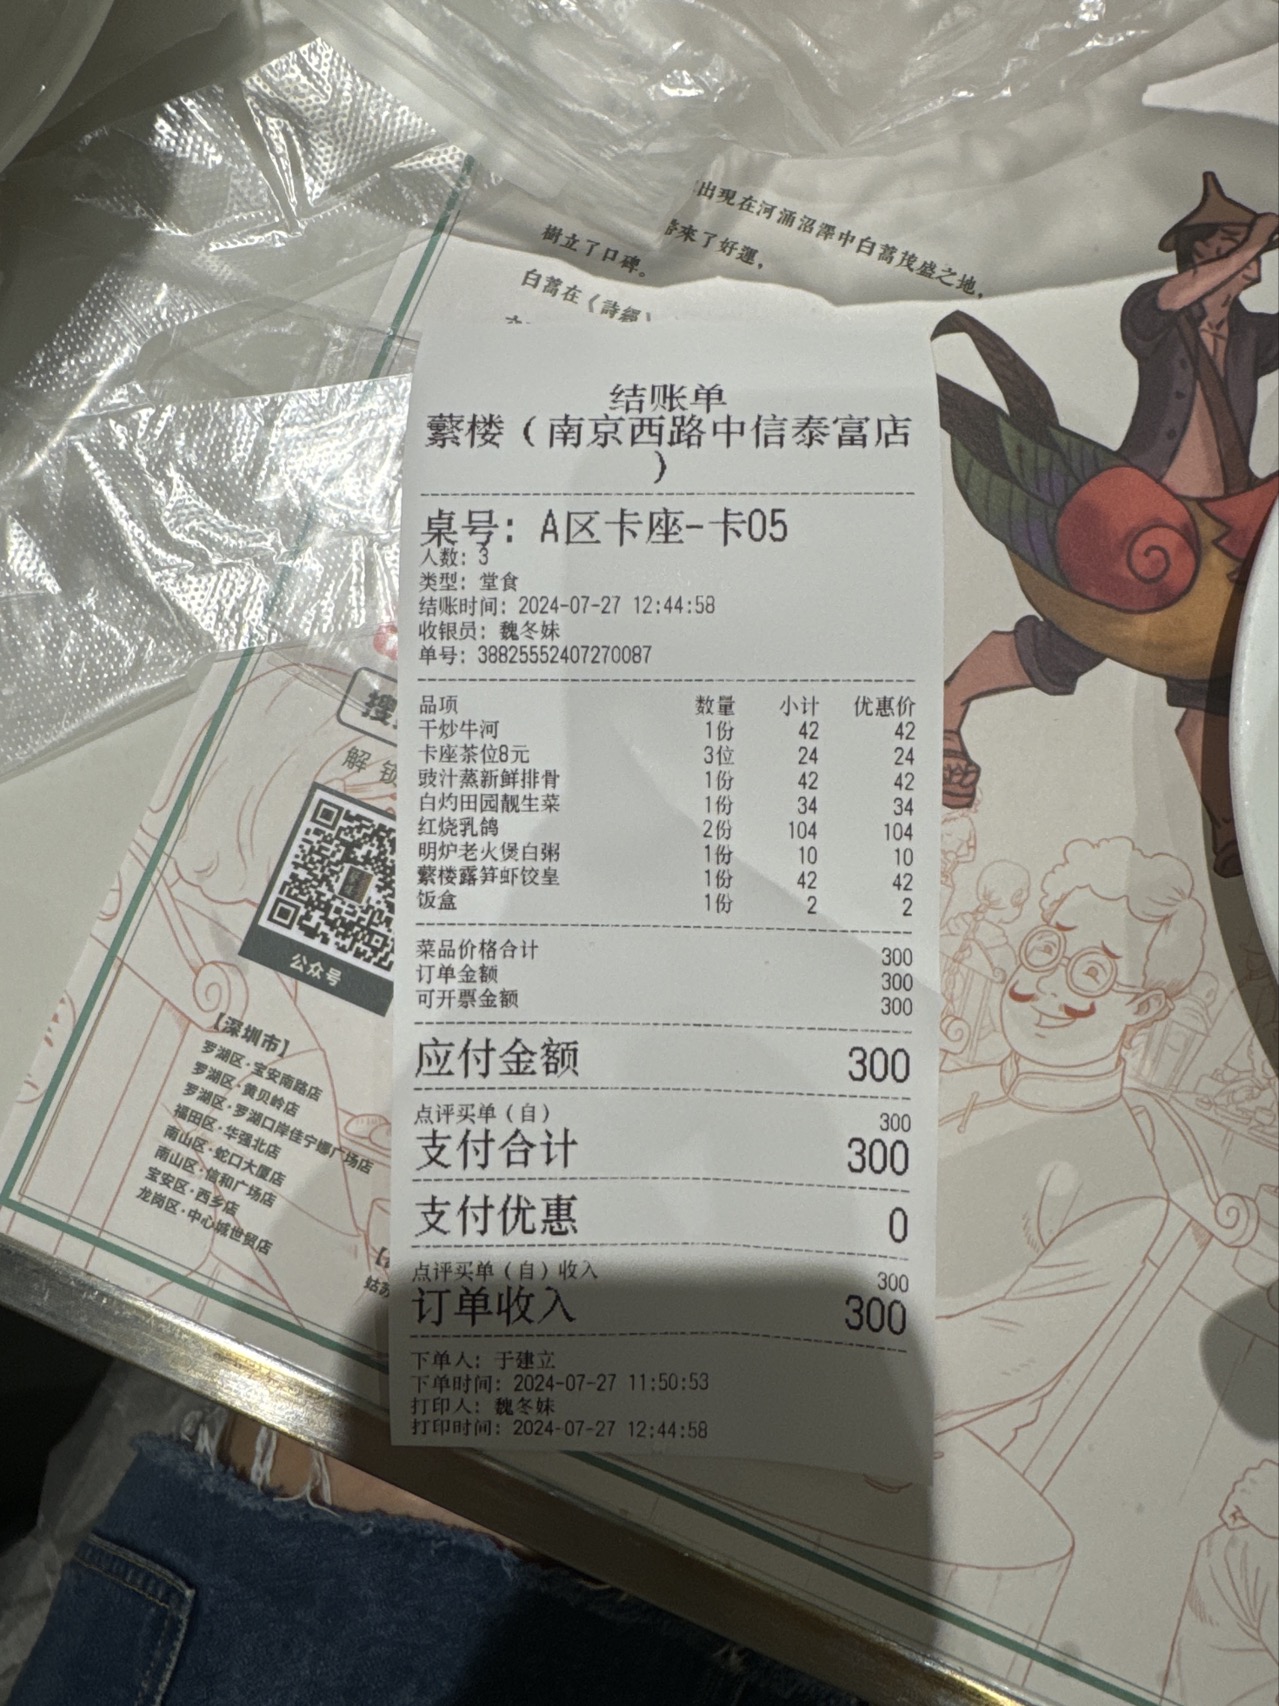 出現在河涌沼澤中白蒿茂盛之地,
來了好運,
樹立了口碑。
白蒿在《詩經》
结账单
蘩楼（南京西路中信泰富店
）
桌号: A区卡座-卡05
人数: 3
类型: 堂食
结账时间: 2024-07-27 12:44:58
收银员: 魏冬妹
单号: 38825552407270087
品项 数量 小计 优惠价
干炒牛河 1份 42 42
卡座茶位8元 3位 24 24
豉汁蒸新鲜排骨 1份 42 42
白灼田园靓生菜 1份 34 34
红烧乳鸽 2份 104 104
明炉老火煲白粥 1份 10 10
蘩楼露笋虾饺皇 1份 42 42
饭盒 1份 2 2
菜品价格合计 300
订单金额 300
可开票金额 300
应付金额 300
点评买单（自） 300
支付合计 300
支付优惠 0
点评买单（自）收入 300
订单收入 300
下单人: 于建立
下单时间: 2024-07-27 11:50:53
打印人: 魏冬妹
打印时间: 2024-07-27 12:44:58
搜
解锁
公众号
【深圳市】
罗湖区·宝安南路店
罗湖区·黄贝岭店
罗湖区·罗湖口岸佳宁娜广场店
福田区·华强北店
南山区·蛇口大厦店
南山区·信和广场店
宝安区·西乡店
龙岗区·中心城世贸店
姑苏